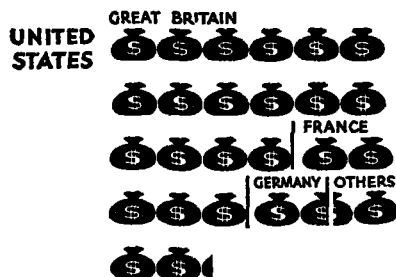 GREAT BRITAIN
UNITED
STATES
FRANCE
GERMANY
OTHERS